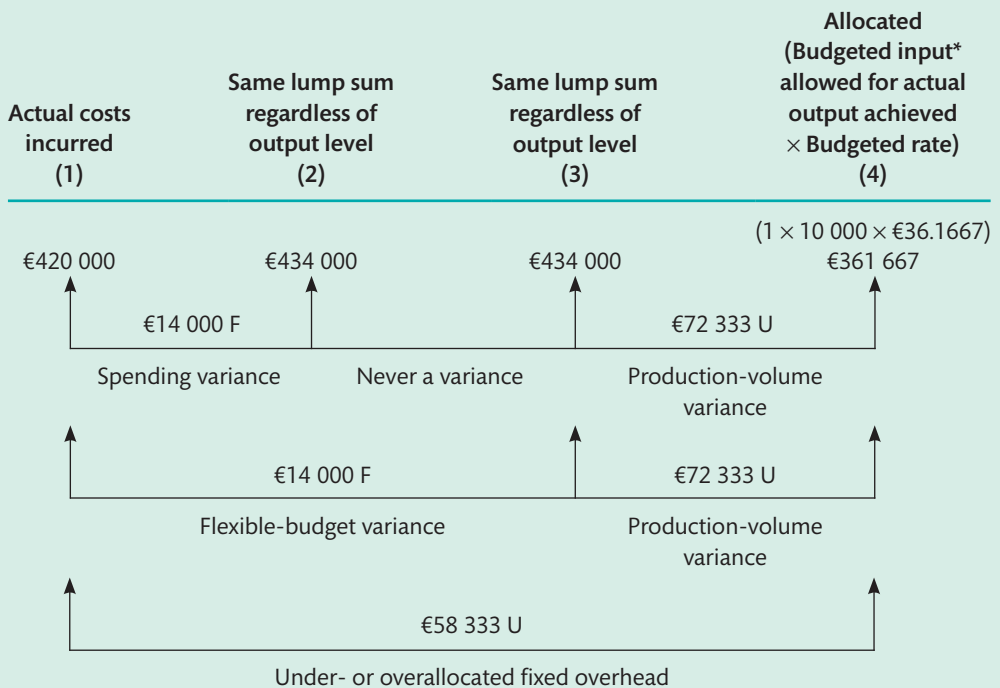 Actual costs
incurred
(1)
Same lump sum
regardless of
output level
(2)
Same lump sum
regardless of
output level
(3)
Allocated
(Budgeted input*
allowed for actual
output achieved
× Budgeted rate)
(4)
(1 × 10 000 × €36.1667)
€420 000 €434 000 €434 000 €361 667
€14 000 F €72 333 U
Spending variance Never a variance Production-volume
variance
€14 000 F €72 333 U
Flexible-budget variance Production-volume
variance
€58 333 U
Under- or overallocated fixed overhead